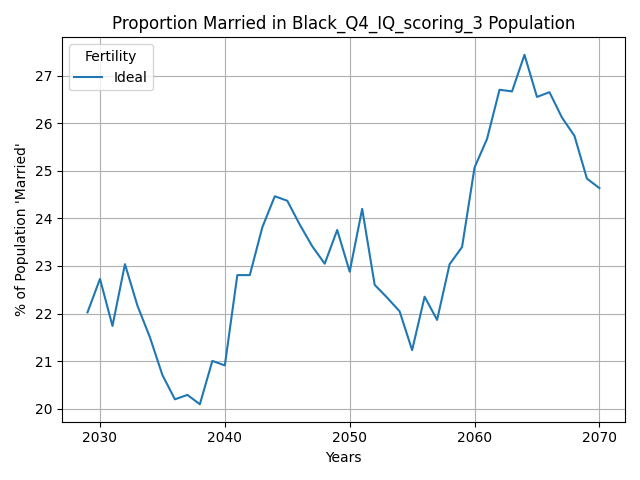 Proportion Married in Black_Q4_IQ_scoring_3 Population
Fertility
Ideal
% of Population 'Married'
27
26
25
24
23
22
21
20
2030 2040 2050 2060 2070
Years